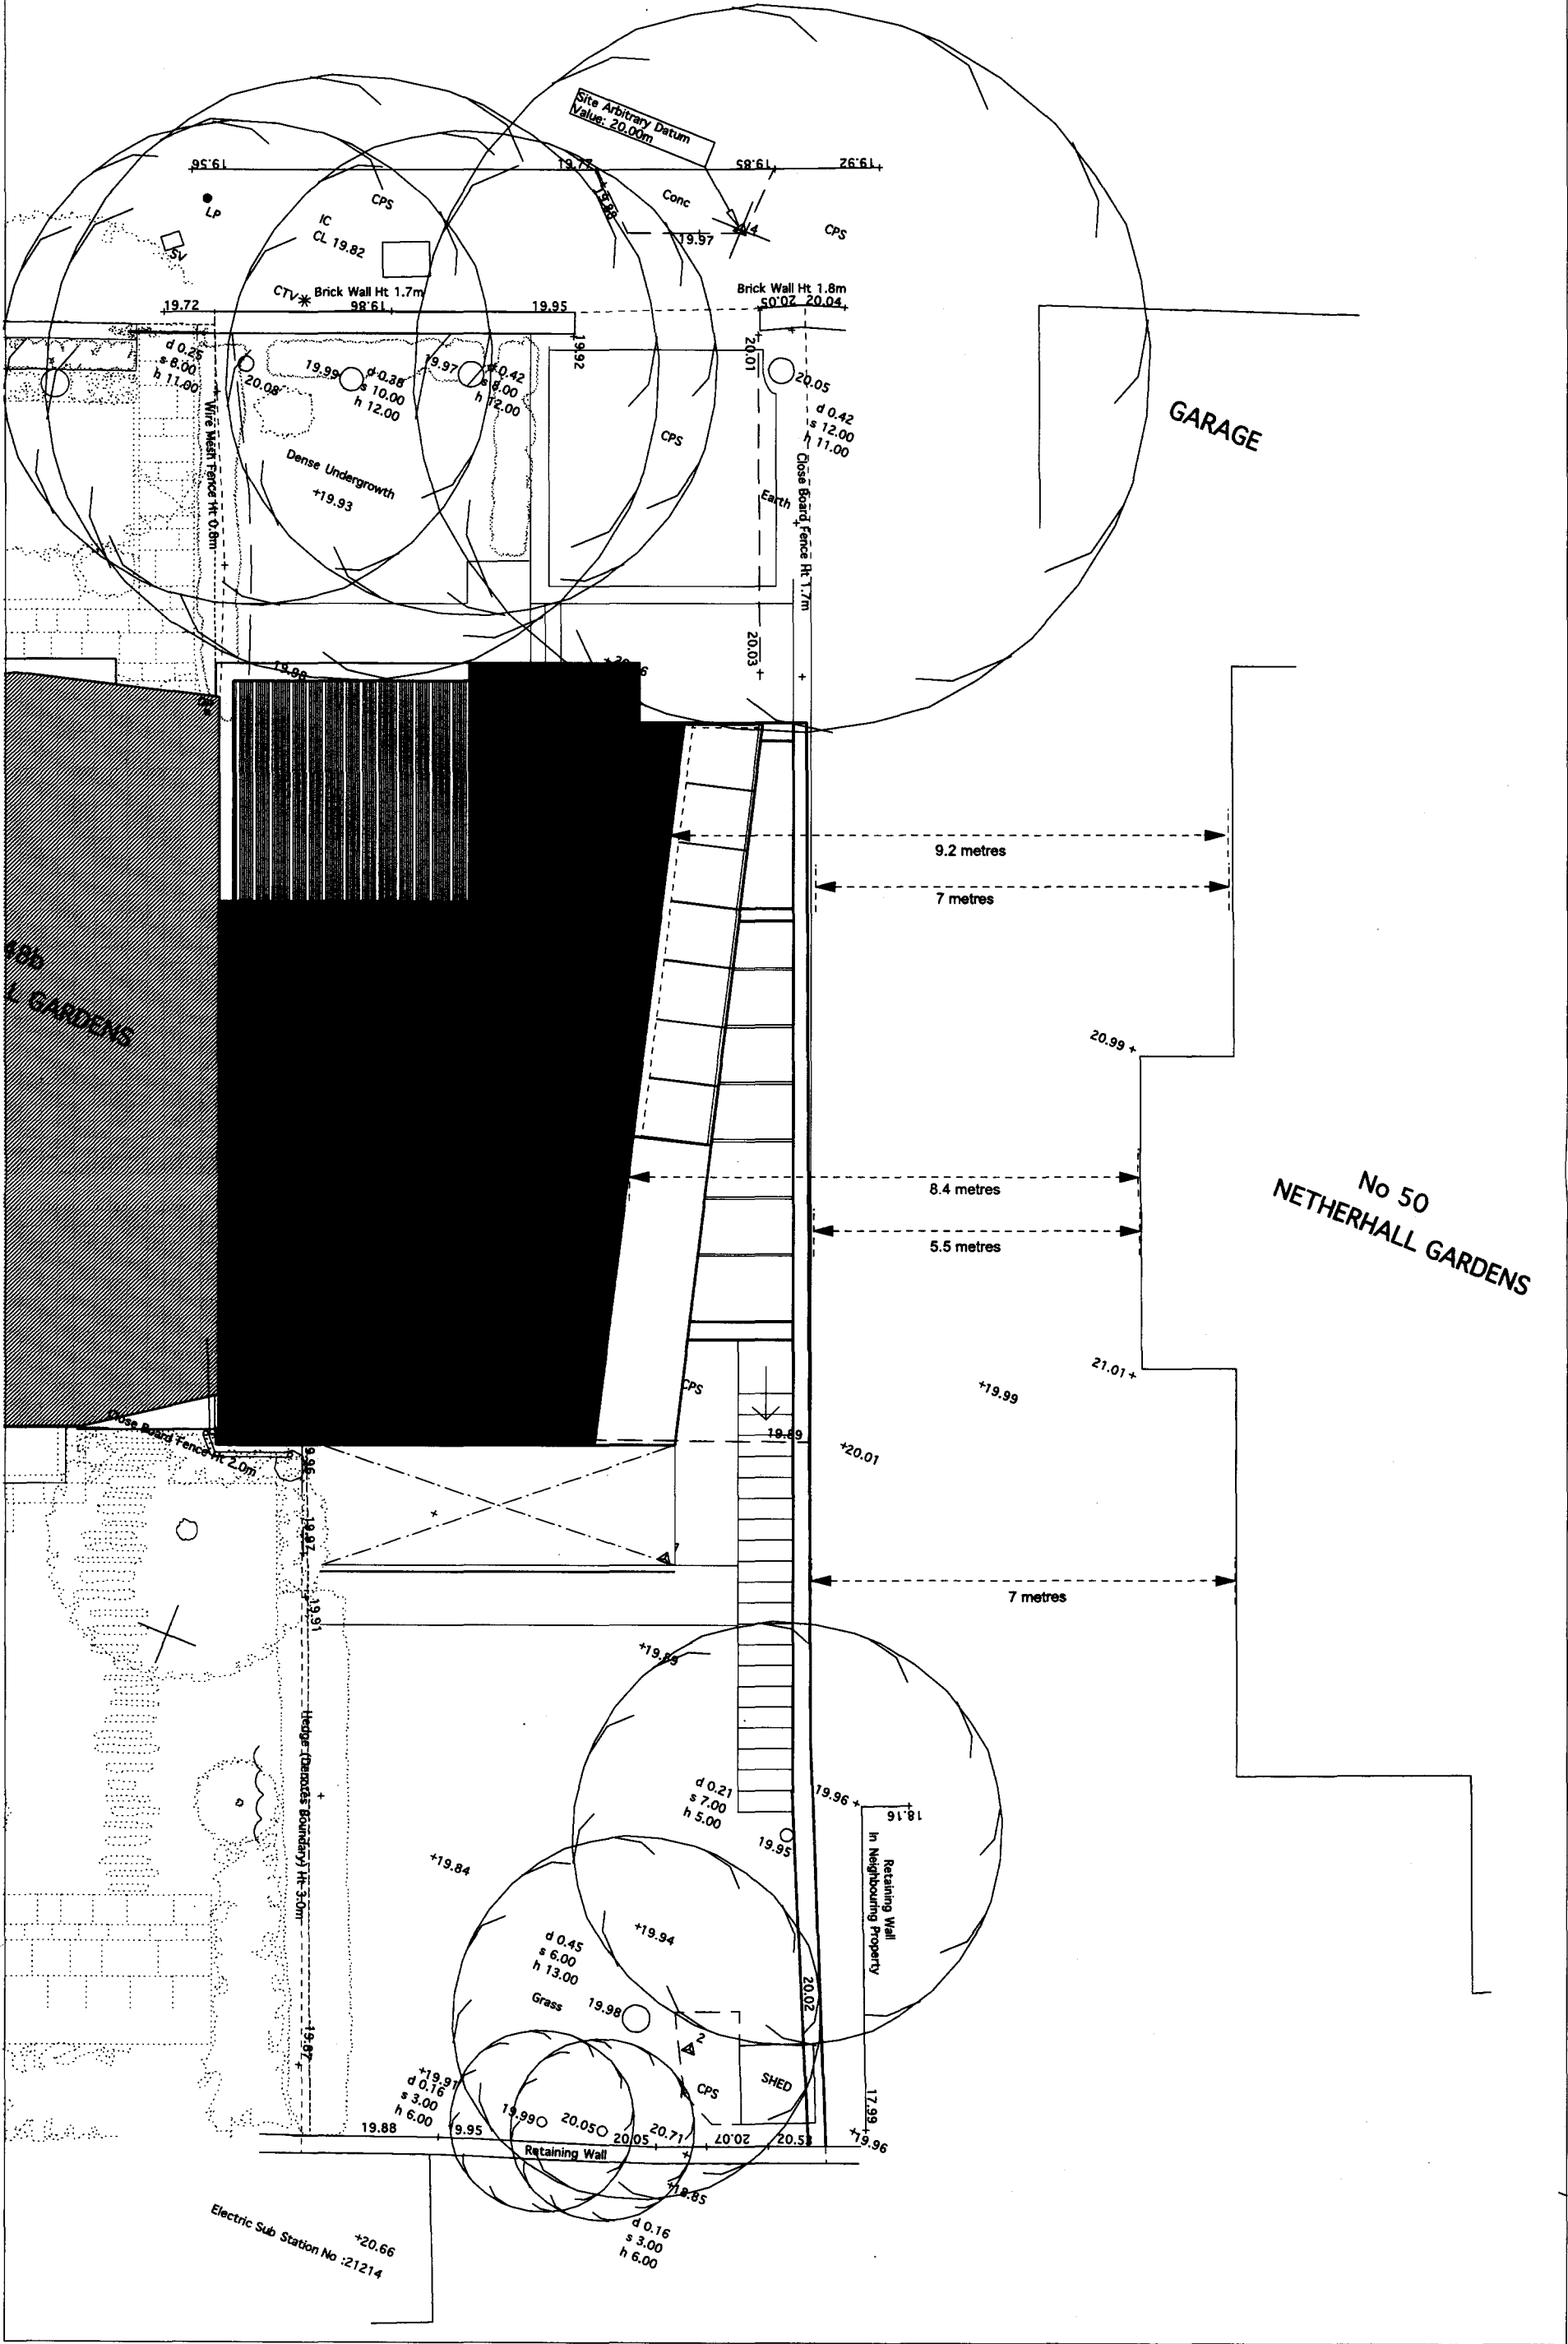 Site Arbitrary Datum
Value: 20.00m
19.56
19.77
19.85
19.92
LP
CPS
19.88
Conc
IC
CL 19.82
SV
19.97
CPS
CTV
Brick Wall Ht 1.7m
Brick Wall Ht 1.8m
19.72
19.86
19.95
20.05
20.04
19.92
20.01
d 0.25
s 8.00
h 11.00
20.08
19.99
d 0.38
s 10.00
h 12.00
19.97
d 0.42
s 8.00
h 12.00
20.05
d 0.42
s 12.00
h 11.00
GARAGE
Wire Mesh Fence Ht 0.8m
CPS
Close Board Fence Ht 1.7m
Dense Undergrowth
+19.93
Earth
20.03
19.98
9.2 metres
7 metres
48b
L GARDENS
20.99 +
8.4 metres
5.5 metres
No 50
NETHERHALL GARDENS
21.01 +
+19.99
CPS
Close Board Fence Ht 2.0m
19.89
+20.01
19.96
19.97
7 metres
19.91
+19.89
Hedge (Denotes Boundary) Ht 3.0m
d 0.21
s 7.00
h 5.00
19.96 +
18.16
19.95
Retaining Wall
In Neighbouring Property
+19.84
+19.94
d 0.45
s 6.00
h 13.00
Grass
19.98
20.02
19.87
2
+19.91
d 0.16
s 3.00
h 6.00
CPS
SHED
17.99
19.99
20.05
19.88
9.95
20.05
20.71
20.07
20.53
+19.96
Retaining Wall
+18.85
d 0.16
s 3.00
h 6.00
Electric Sub Station No :21214
+20.66